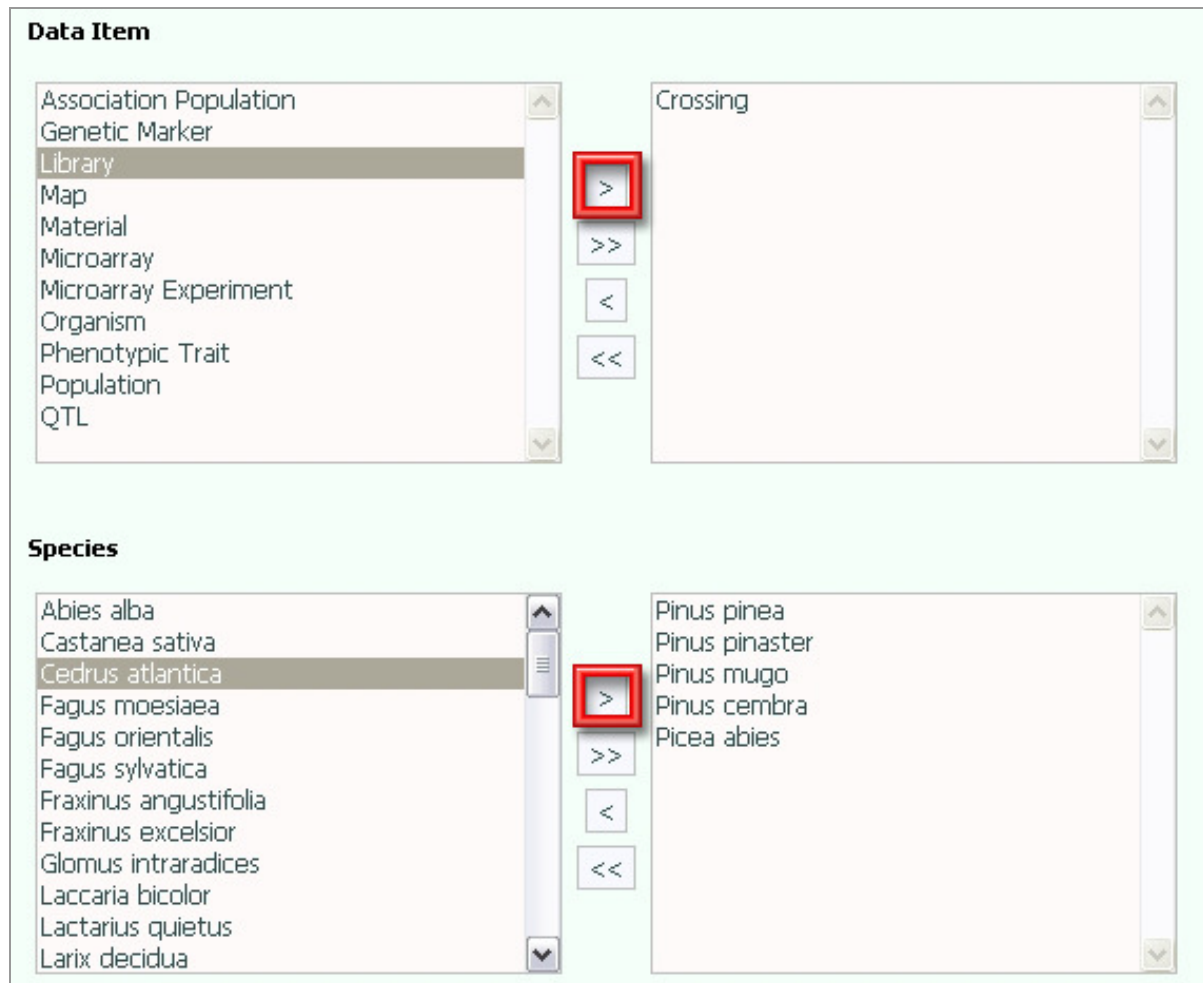 Data Item
Association Population
Genetic Marker
Library
Map
Material
Microarray
Microarray Experiment
Organism
Phenotypic Trait
Population
QTL
>
>>
<
<<
Crossing
Species
Abies alba
Castanea sativa
Cedrus atlantica
Fagus moesiaea
Fagus orientalis
Fagus sylvatica
Fraxinus angustifolia
Fraxinus excelsior
Glomus intraradices
Laccaria bicolor
Lactarius quietus
Larix decidua
>
>>
<
<<
Pinus pinea
Pinus pinaster
Pinus mugo
Pinus cembra
Picea abies